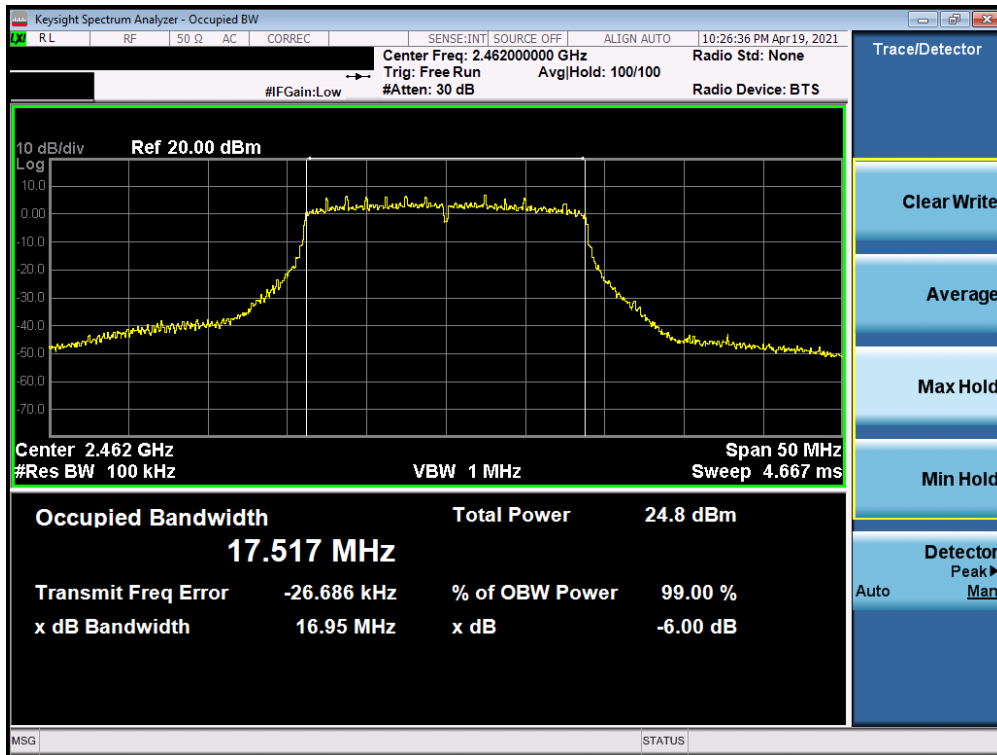 Keysight Spectrum Analyzer - Occupied BW
LXI RL RF 50 Ω AC CORREC SENSE:INT SOURCE OFF ALIGN AUTO 10:26:36 PM Apr 19, 2021
Center Freq: 2.462000000 GHz Radio Std: None
Trig: Free Run Avg|Hold: 100/100
#IFGain:Low #Atten: 30 dB Radio Device: BTS
Trace/Detector
10 dB/div Ref 20.00 dBm
Log
10.0
0.00
-10.0
-20.0
-30.0
-40.0
-50.0
-60.0
-70.0
Center 2.462 GHz Span 50 MHz
#Res BW 100 kHz VBW 1 MHz Sweep 4.667 ms
Occupied Bandwidth Total Power 24.8 dBm
17.517 MHz
Transmit Freq Error -26.686 kHz % of OBW Power 99.00 %
x dB Bandwidth 16.95 MHz x dB -6.00 dB
Clear Write
Average
Max Hold
Min Hold
Detector
Peak▶
Auto Man
MSG STATUS